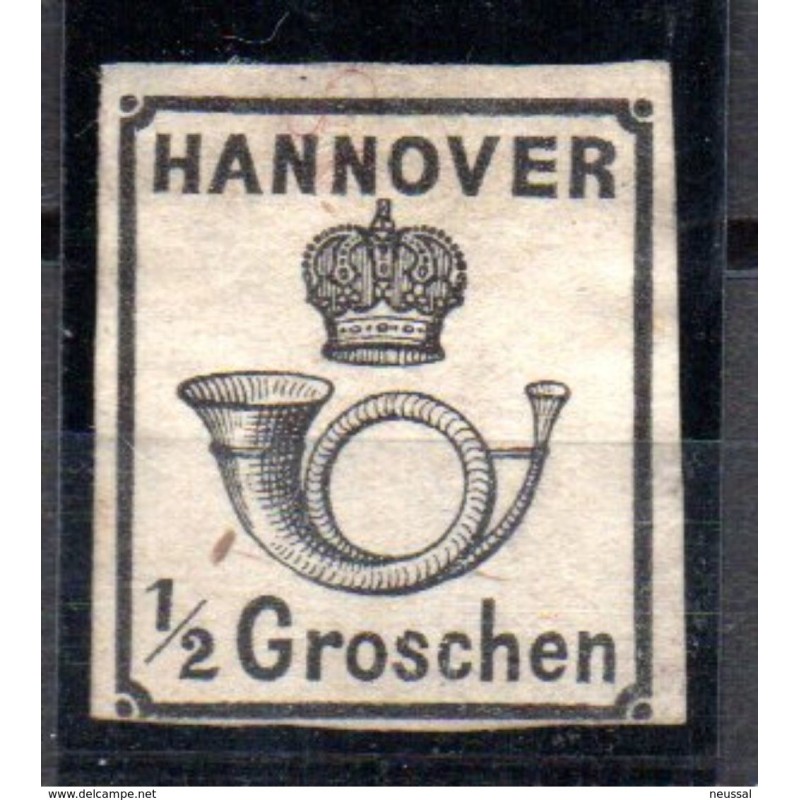 HANNOVER
1/2 Groschen
www.delcampe.net
neussal